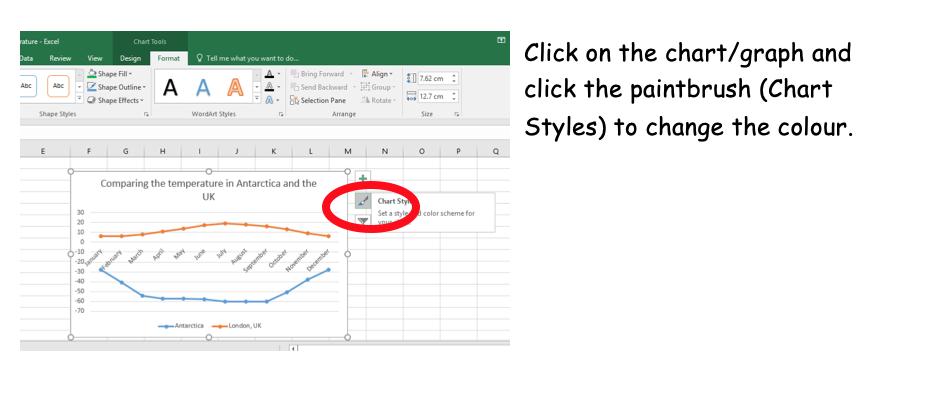 rature - Excel
Chart Tools
Data Review View Design Format Tell me what you want to do...
Abc Abc
Shape Fill
Shape Outline
Shape Effects
A A A
A
A
A
Bring Forward
Send Backward
Selection Pane
Align
Group
Rotate
7.62 cm
12.7 cm
Shape Styles WordArt Styles Arrange Size
E F G H I J K L M N O P Q
Comparing the temperature in Antarctica and the
UK
30
20
10
0
-10
-20
-30
-40
-50
-60
-70
January February March April May June July August September October November December
Antarctica London, UK
Chart
Set a style color scheme for
Click on the chart/graph and
click the paintbrush (Chart
Styles) to change the colour.